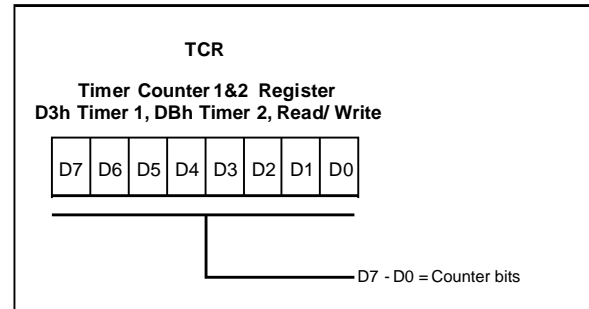 TCR
Timer Counter 1&2 Register
D3h Timer 1, DBh Timer 2, Read/ Write
D7 D6 D5 D4 D3 D2 D1 D0
D7 - D0 = Counter bits